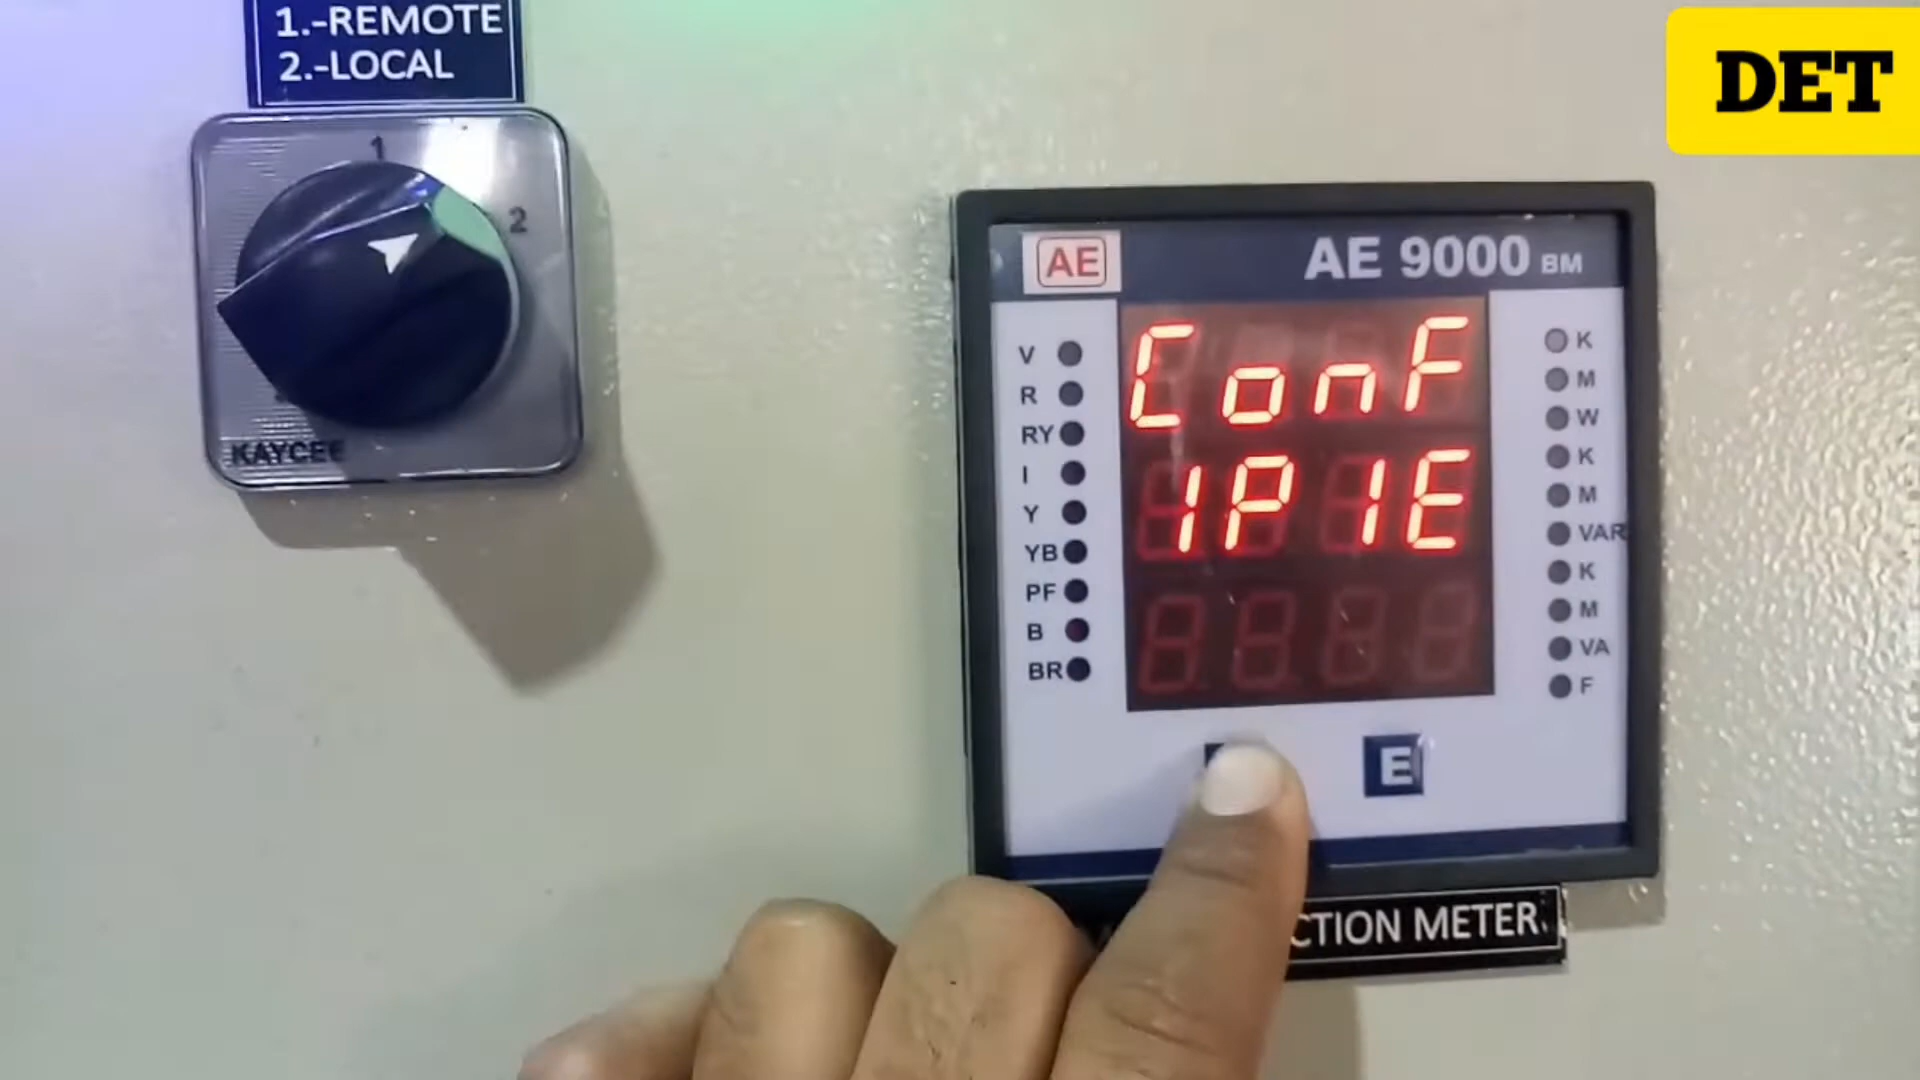 1.-REMOTE
2.-LOCAL
DET
1
2
KAYCEE
AE
AE 9000 BM
ConF
1P1E
V
R
RY
I
Y
YB
PF
B
BR
K
M
W
K
M
VAR
K
M
VA
F
E
CTION METER